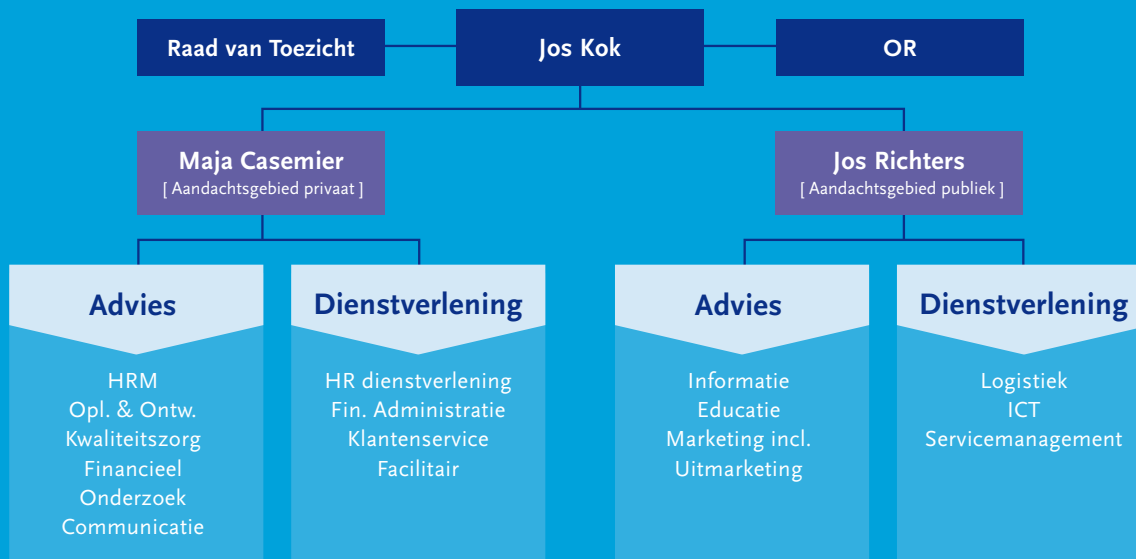 Raad van Toezicht
Jos Kok
OR
Maja Casemier
[ Aandachtsgebied privaat ]
Jos Richters
[ Aandachtsgebied publiek ]
Advies
HRM
Opl. & Ontw.
Kwaliteitszorg
Financieel
Onderzoek
Communicatie
Dienstverlening
HR dienstverlening
Fin. Administratie
Klantenservice
Facilitair
Advies
Informatie
Educatie
Marketing incl.
Uitmarketing
Dienstverlening
Logistiek
ICT
Servicemanagement